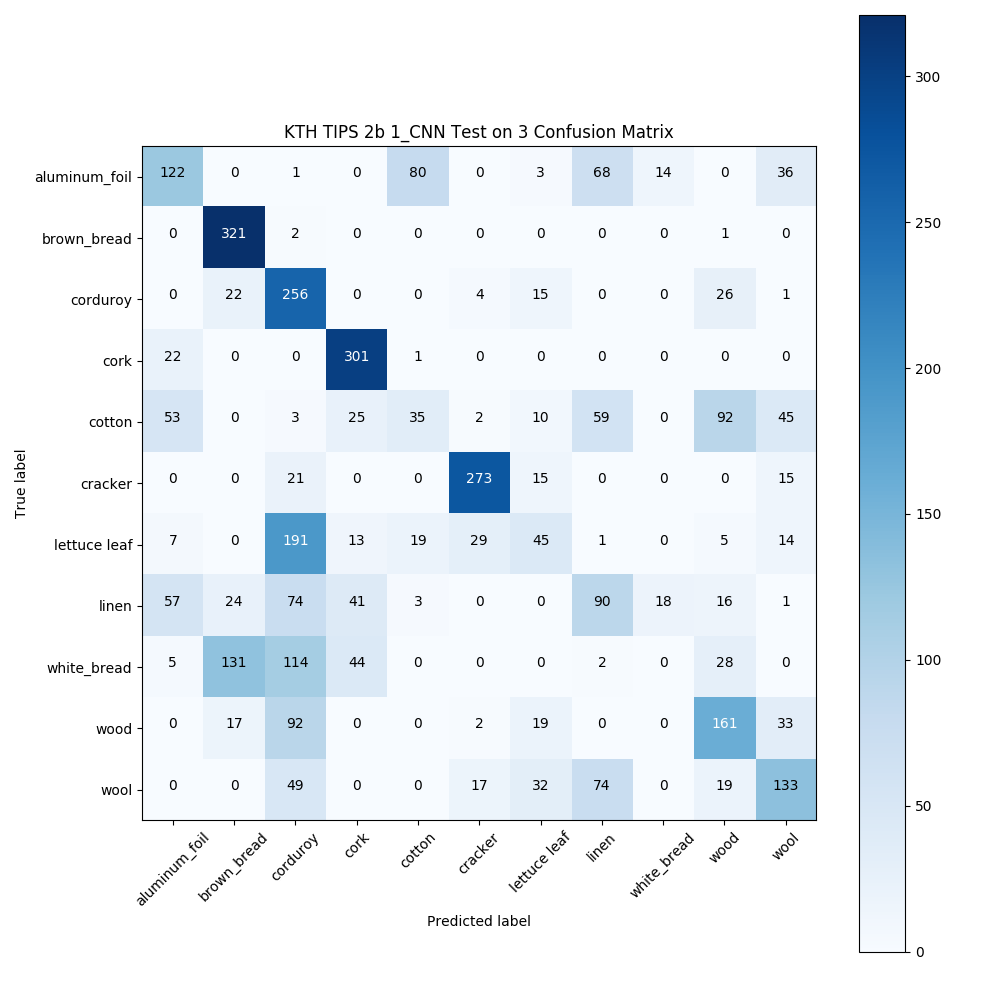 KTH TIPS 2b 1_CNN Test on 3 Confusion Matrix
aluminum_foil 122 0 1 0 80 0 3 68 14 0 36
brown_bread 0 321 2 0 0 0 0 0 0 1 0
corduroy 0 22 256 0 0 4 15 0 0 26 1
cork 22 0 0 301 1 0 0 0 0 0 0
cotton 53 0 3 25 35 2 10 59 0 92 45
cracker 0 0 21 0 0 273 15 0 0 0 15
lettuce leaf 7 0 191 13 19 29 45 1 0 5 14
linen 57 24 74 41 3 0 0 90 18 16 1
white_bread 5 131 114 44 0 0 0 2 0 28 0
wood 0 17 92 0 0 2 19 0 0 161 33
wool 0 0 49 0 0 17 32 74 0 19 133
aluminum_foil brown_bread corduroy cork cotton cracker lettuce leaf linen white_bread wood wool
Predicted label
True label
300
250
200
150
100
50
0